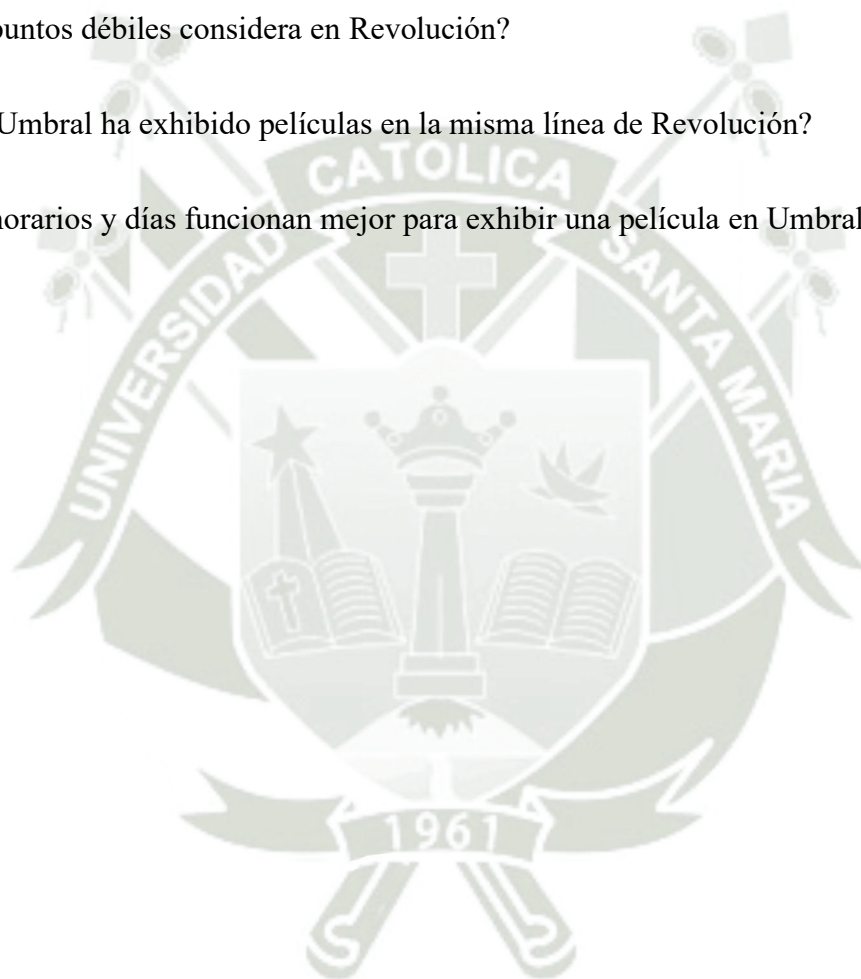 puntos débiles considera en Revolución?
Umbral ha exhibido películas en la misma línea de Revolución?
horarios y días funcionan mejor para exhibir una película en Umbral
UNIVERSIDAD CATOLICA SANTA MARIA
1961